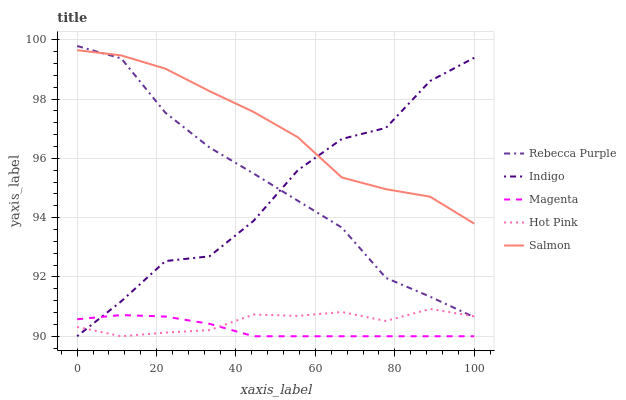 title
100
98
96
94
92
90
yaxis_label
0
20
40
60
80
100
xaxis_label
Rebecca Purple
Indigo
Magenta
Hot Pink
Salmon